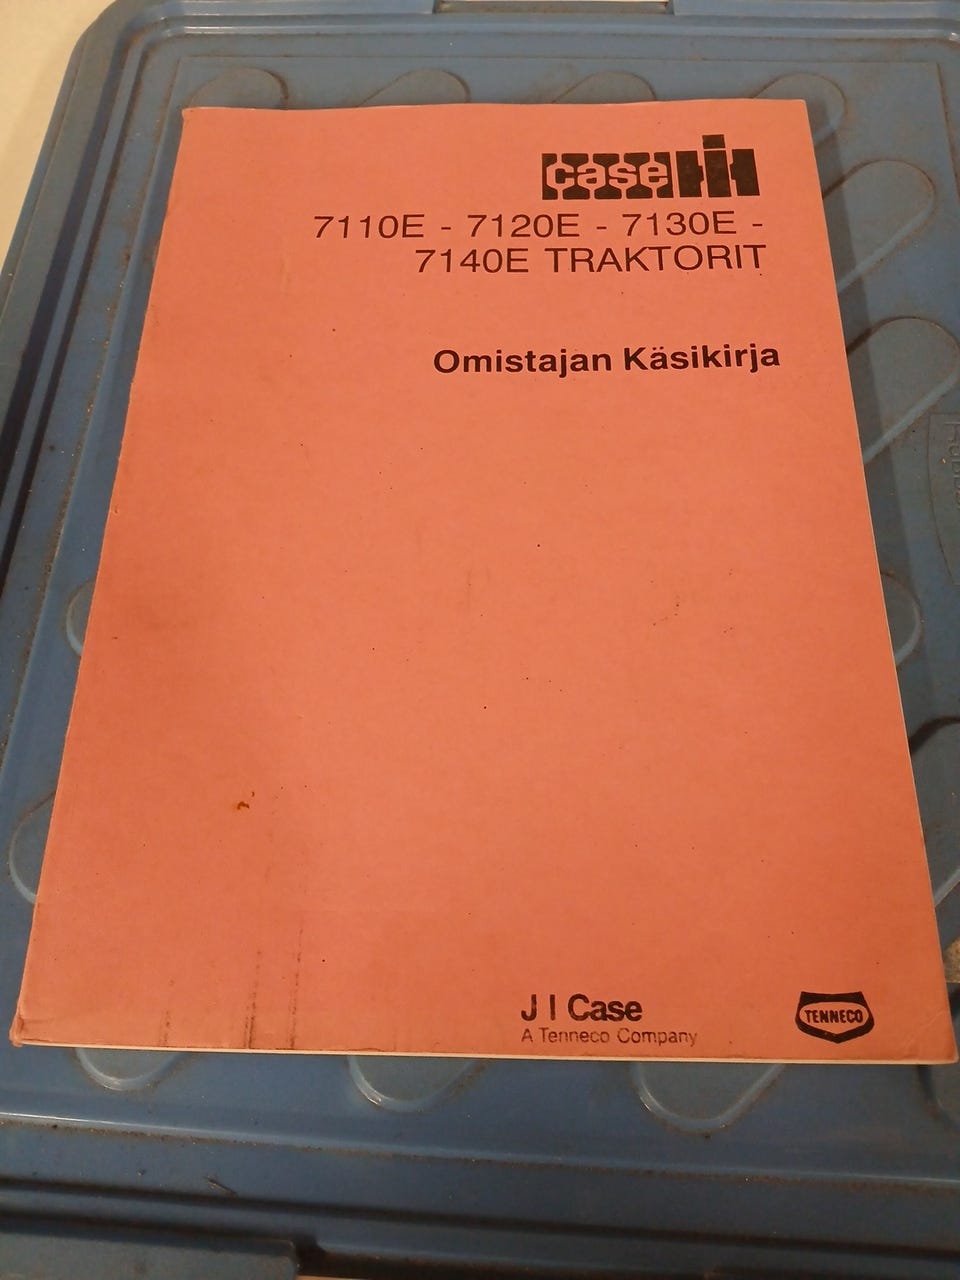 case IH
7110E - 7120E - 7130E -
7140E TRAKTORIT
Omistajan Käsikirja
J I Case
A Tenneco Company
TENNECO